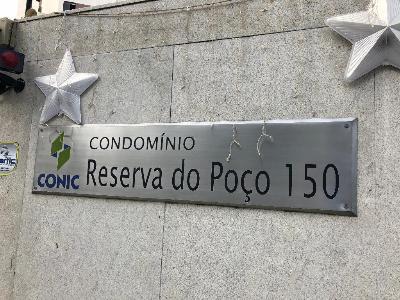 CONDOMÍNIO
CONIC Reserva do Poço 150